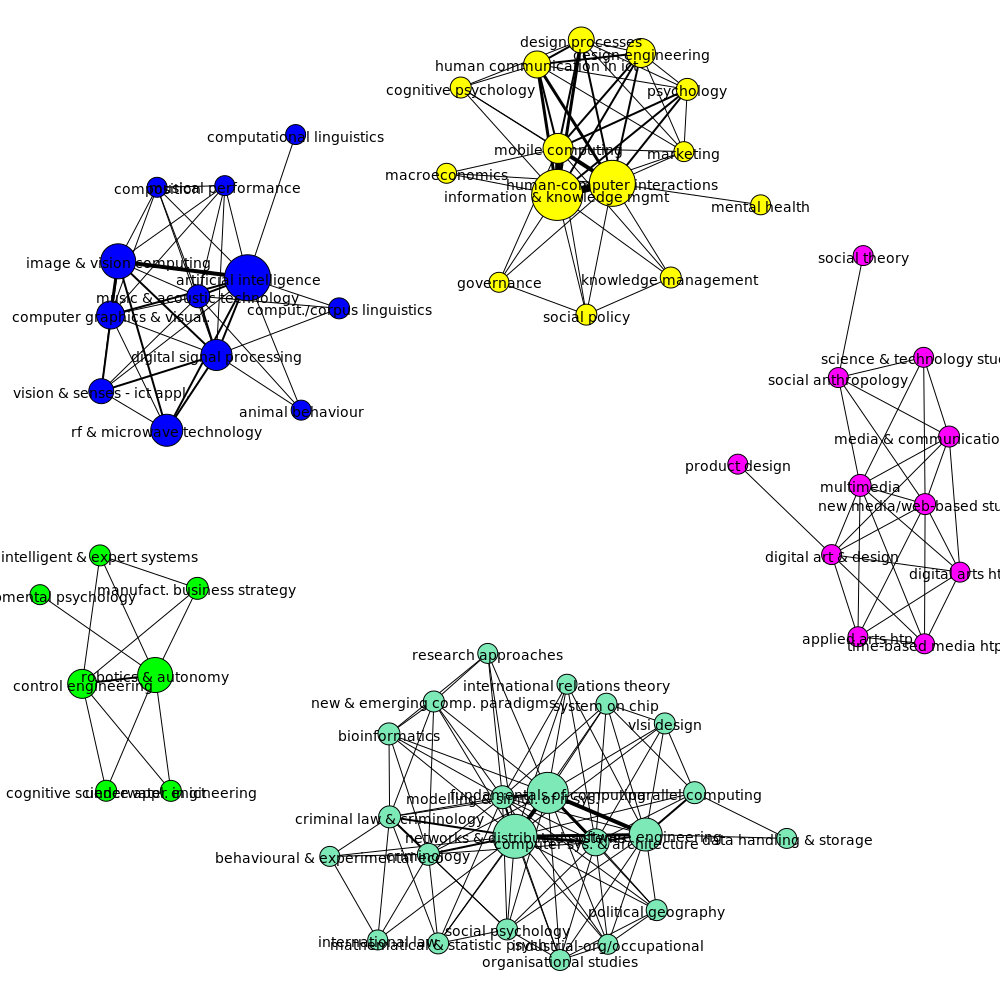 design processes
design engineering
human communication in ict
cognitive psychology
psychology
computational linguistics
mobile computing
marketing
macroeconomics
composition
musical performance
human-computer interactions
information & knowledge mgmt
mental health
social theory
image & vision computing
artificial intelligence
governance
knowledge management
music & acoustic technology
comput./corpus linguistics
computer graphics & visual.
social policy
digital signal processing
science & technology stu
social anthropology
vision & sensos - ict appl
animal behaviour
rf & microwave technology
media & communicatio
product design
multimedia
new media/web-based stu
intelligent & expert systems
digital art & design
digital arts ht
manufact. business strategy
pmental psychology
applied arts htp
time-based media htp
research approaches
robotics & autonomy
control engineering
international relations theory
new & emerging comp. paradigms
system on chip
vlsi design
bioinformatics
cognitive science appl. in ict
underwater engineering
fundamentals of computing
parallel computing
modelling & simul. of it sys.
criminal law & criminology
networks & distributed
software engineering
data handling & storage
computer sys. & architecture
behavioural & experimental eco
criminology
political geography
social psychology
international law
mathematical & statistic psych
industrial-org/occupational
organisational studies